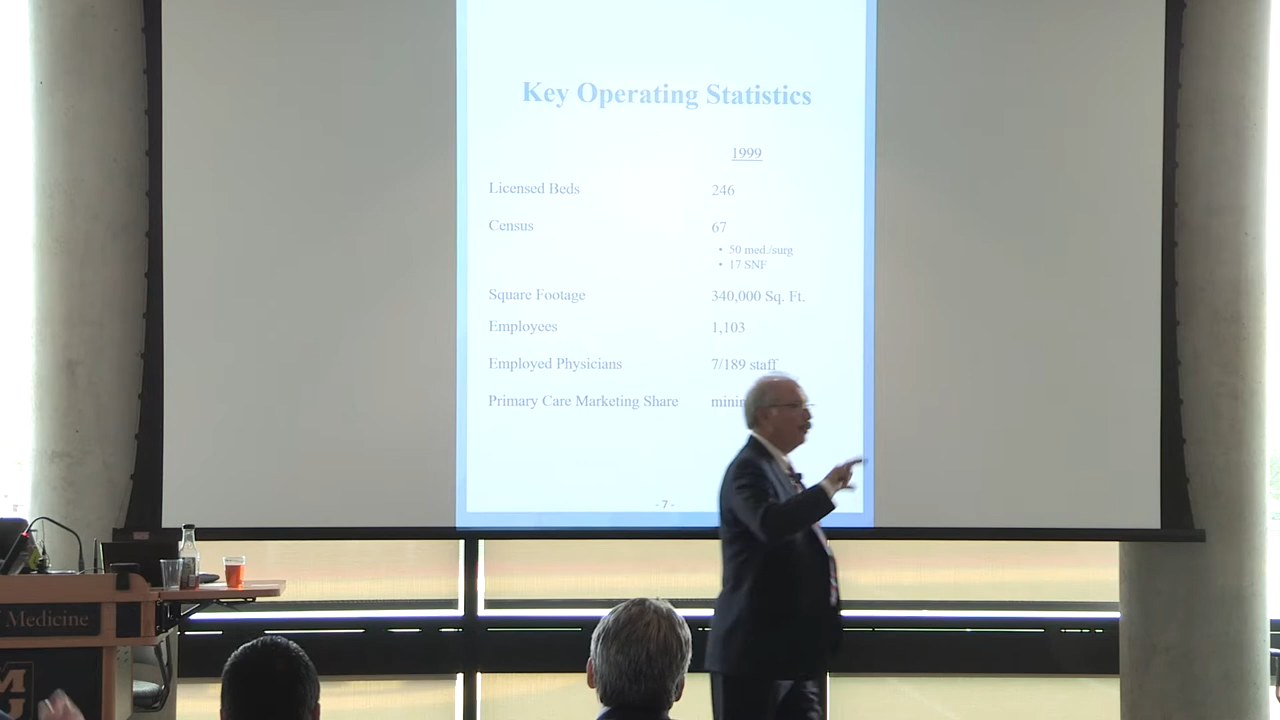 Key Operating Statistics
1999
Licensed Beds 246
Census 67
• 50 med./surg
• 17 SNF
Square Footage 340,000 Sq. Ft.
Employees 1,103
Employed Physicians 7/189 staff
Primary Care Marketing Share
- 7 -
Medicine